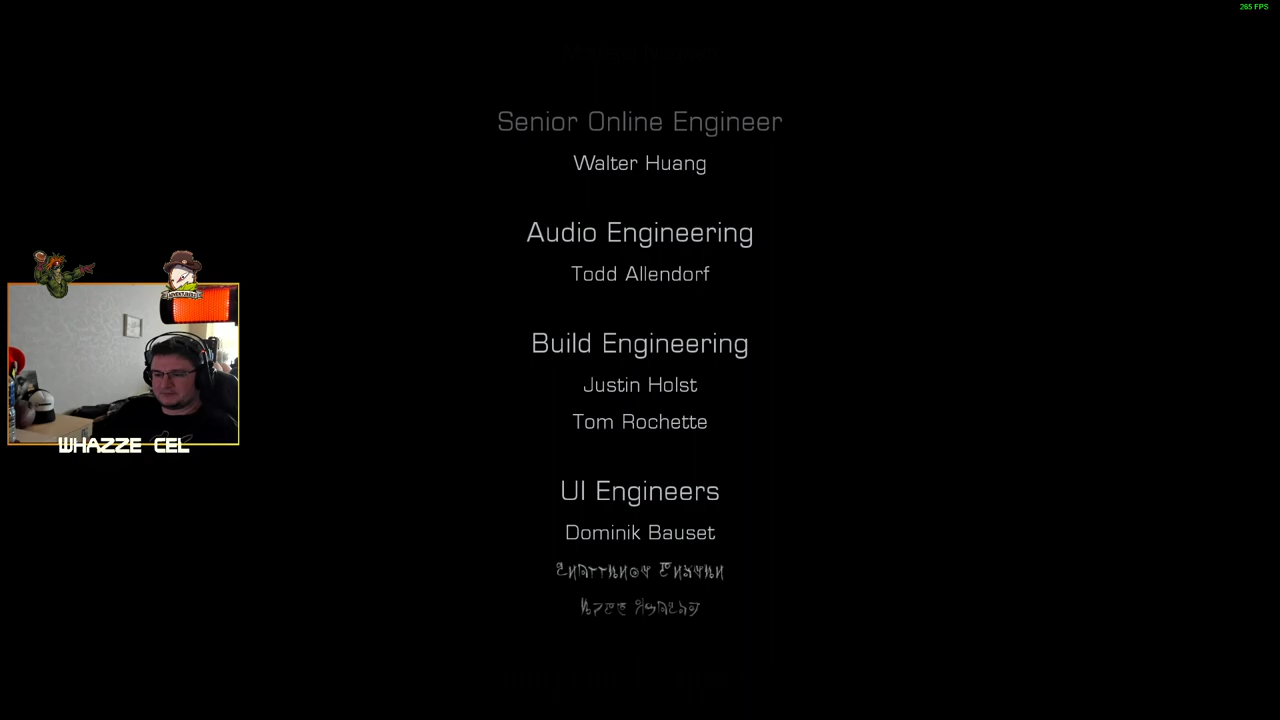 265 FPS
Senior Online Engineer
Walter Huang
Audio Engineering
Todd Allendorf
Build Engineering
Justin Holst
Tom Rochette
WHAZZE CEL
UI Engineers
Dominik Bauset